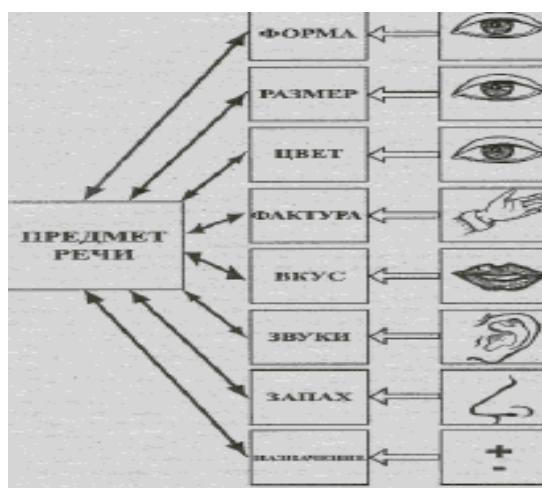 ФОРМА
РАЗМЕР
ЦВЕТ
ФАКТУРА
ПРЕДМЕТ
РЕЧИ
ВКУС
ЗВУКИ
ЗАПАХ
НАЗНАЧЕНИЕ
+
-